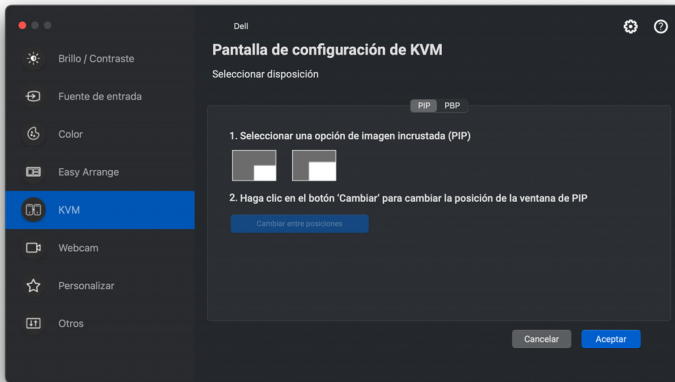 Dell
Pantalla de configuración de KVM
Seleccionar disposición
Brillo / Contraste
Fuente de entrada
Color
Easy Arrange
KVM
Webcam
Personalizar
Otros
PIP PBP
1. Seleccionar una opción de imagen incrustada (PIP)
2. Haga clic en el botón ‘Cambiar’ para cambiar la posición de la ventana de PIP
Cambiar entre posiciones
Cancelar Aceptar